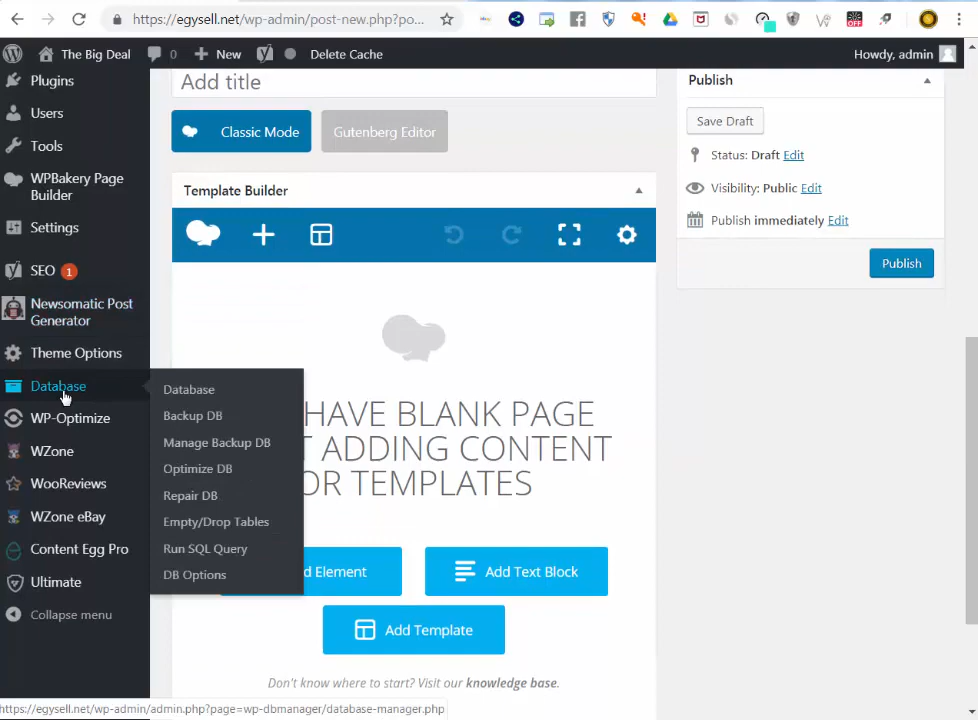 https://egysell.net/wp-admin/post-new.php?po...
OFF
The Big Deal
0
New
Delete Cache
Howdy, admin
Plugins
Users
Tools
WPBakery Page
Builder
Settings
SEO 1
Newsomatic Post
Generator
Theme Options
Database
WP-Optimize
WZone
WooReviews
WZone eBay
Content Egg Pro
Ultimate
Collapse menu
Database
Backup DB
Manage Backup DB
Optimize DB
Repair DB
Empty/Drop Tables
Run SQL Query
DB Options
Add title
Classic Mode
Gutenberg Editor
Template Builder
HAVE BLANK PAGE
T ADDING CONTENT
OR TEMPLATES
d Element
Add Text Block
Add Template
Don't know where to start? Visit our knowledge base.
Publish
Save Draft
Status: Draft Edit
Visibility: Public Edit
Publish immediately Edit
Publish
https://egysell.net/wp-admin/admin.php?page=wp-dbmanager/database-manager.php